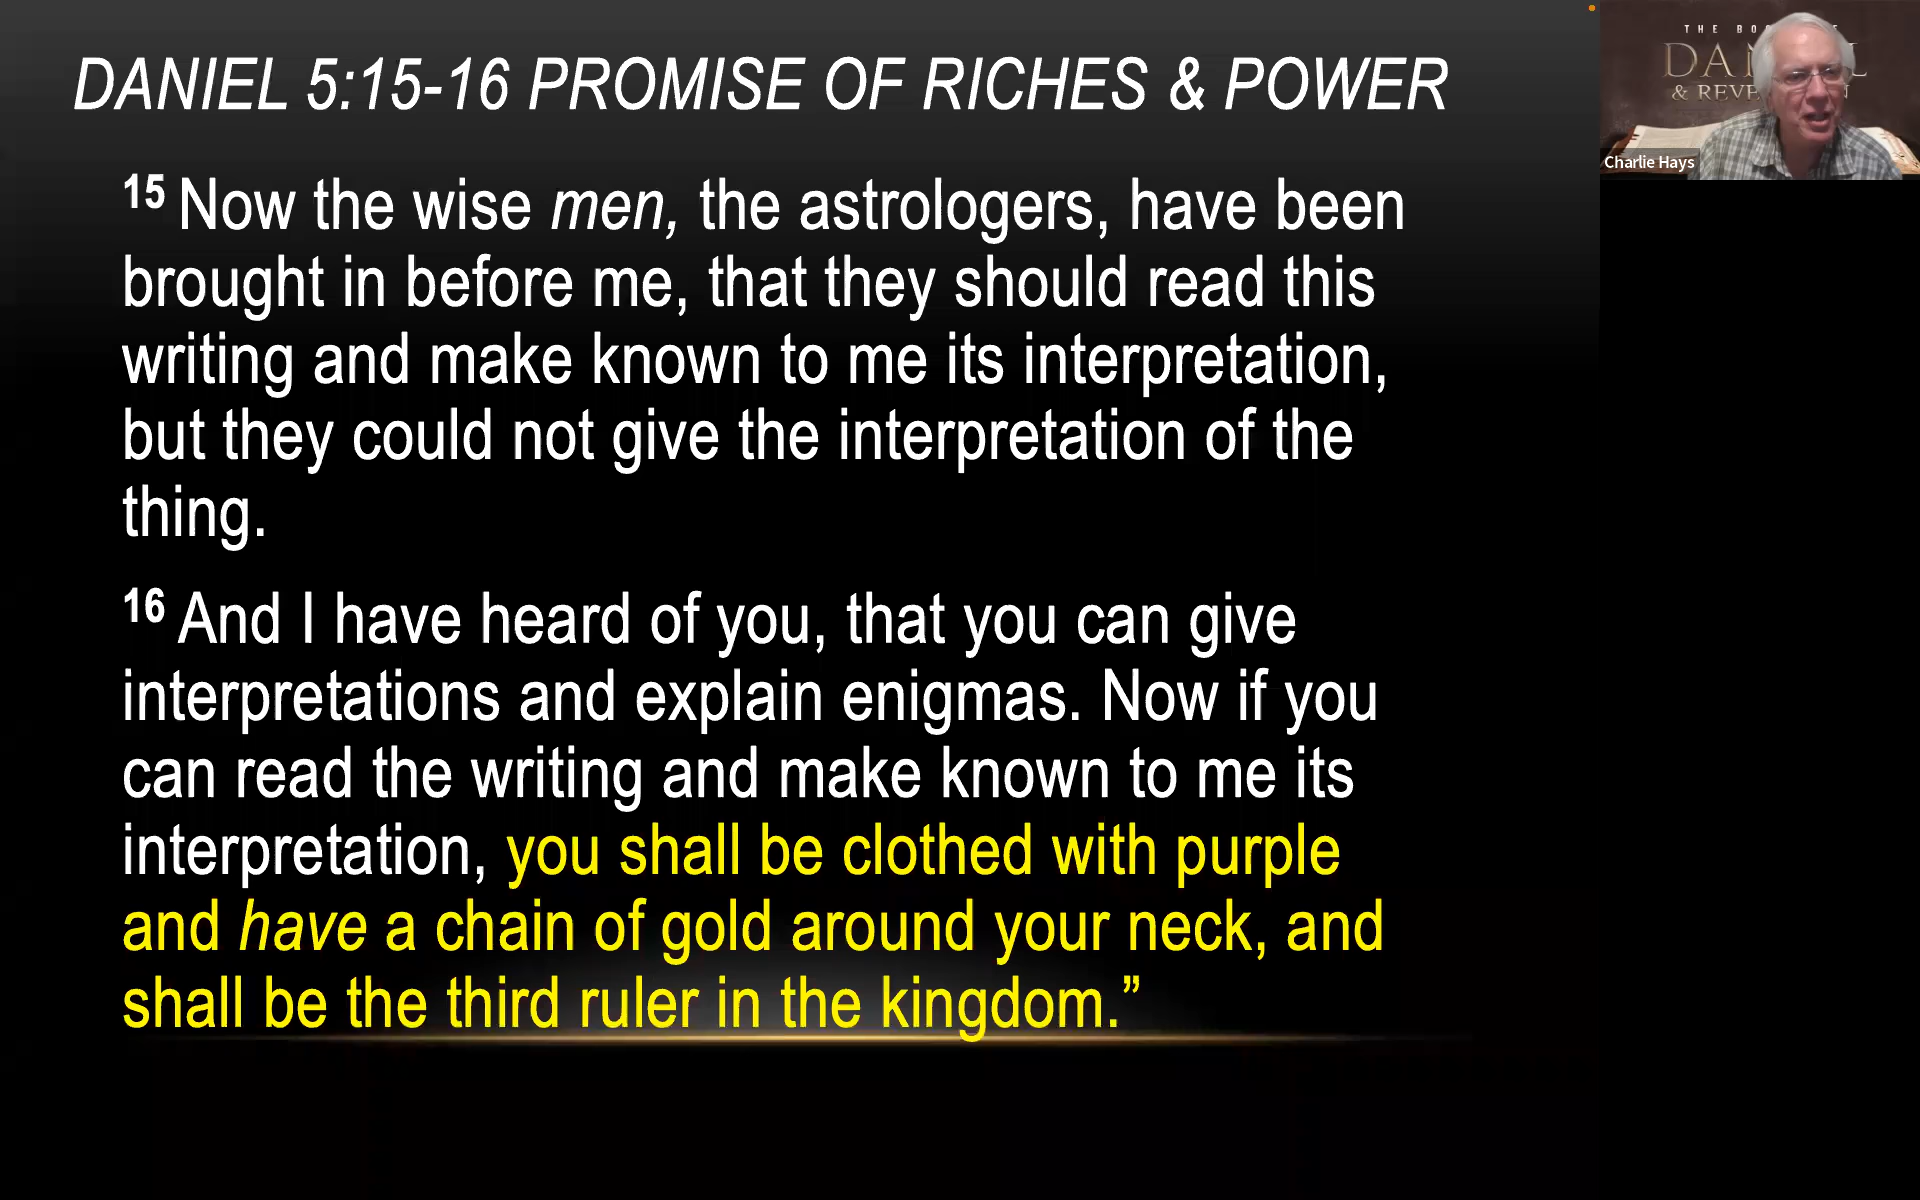 DANIEL 5:15-16 PROMISE OF RICHES & POWER
15 Now the wise men, the astrologers, have been
brought in before me, that they should read this
writing and make known to me its interpretation,
but they could not give the interpretation of the
thing.
16 And I have heard of you, that you can give
interpretations and explain enigmas. Now if you
can read the writing and make known to me its
interpretation, you shall be clothed with purple
and have a chain of gold around your neck, and
shall be the third ruler in the kingdom.”
THE
Charlie Hays